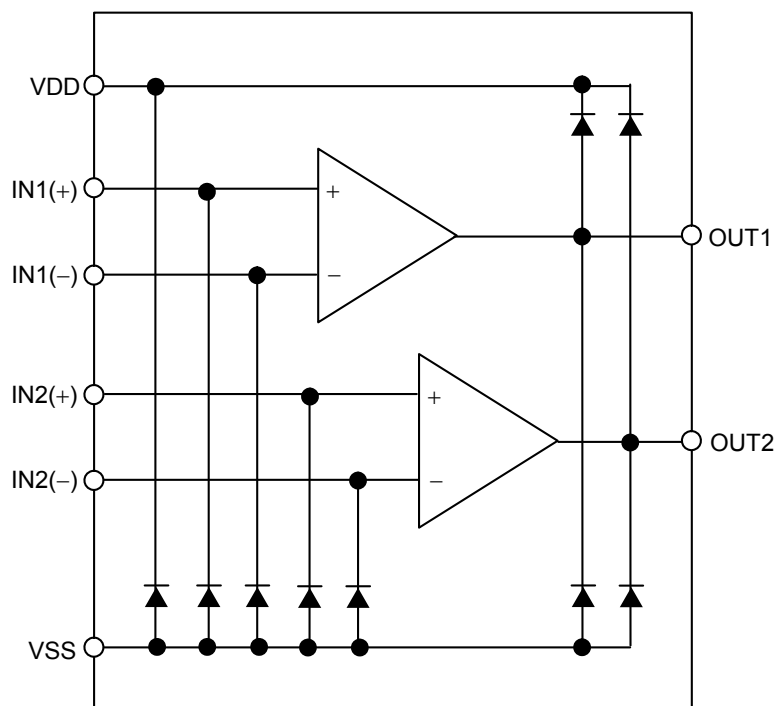 VDD
IN1(+)
+
OUT1
IN1(−)
−
IN2(+)
+
OUT2
IN2(−)
−
VSS